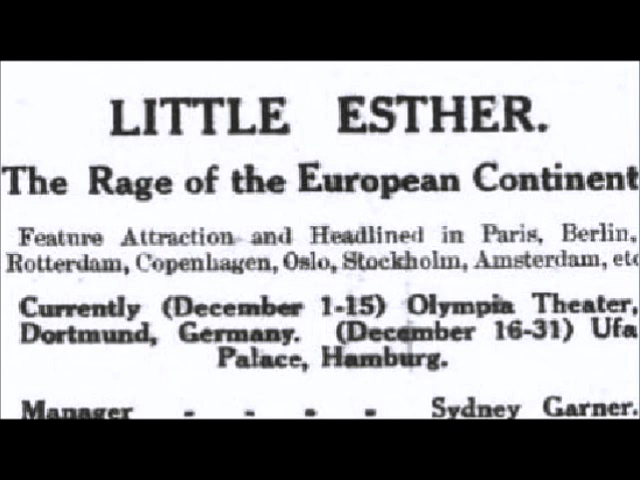 LITTLE ESTHER.
The Rage of the European Continent
Feature Attraction and Headlined in Paris, Berlin,
Rotterdam, Copenhagen, Oslo, Stockholm, Amsterdam, etc
Currently (December 1-15) Olympia Theater,
Dortmund, Germany. (December 16-31) Ufa
Palace, Hamburg.
Manager - - - - Sydney Garner.